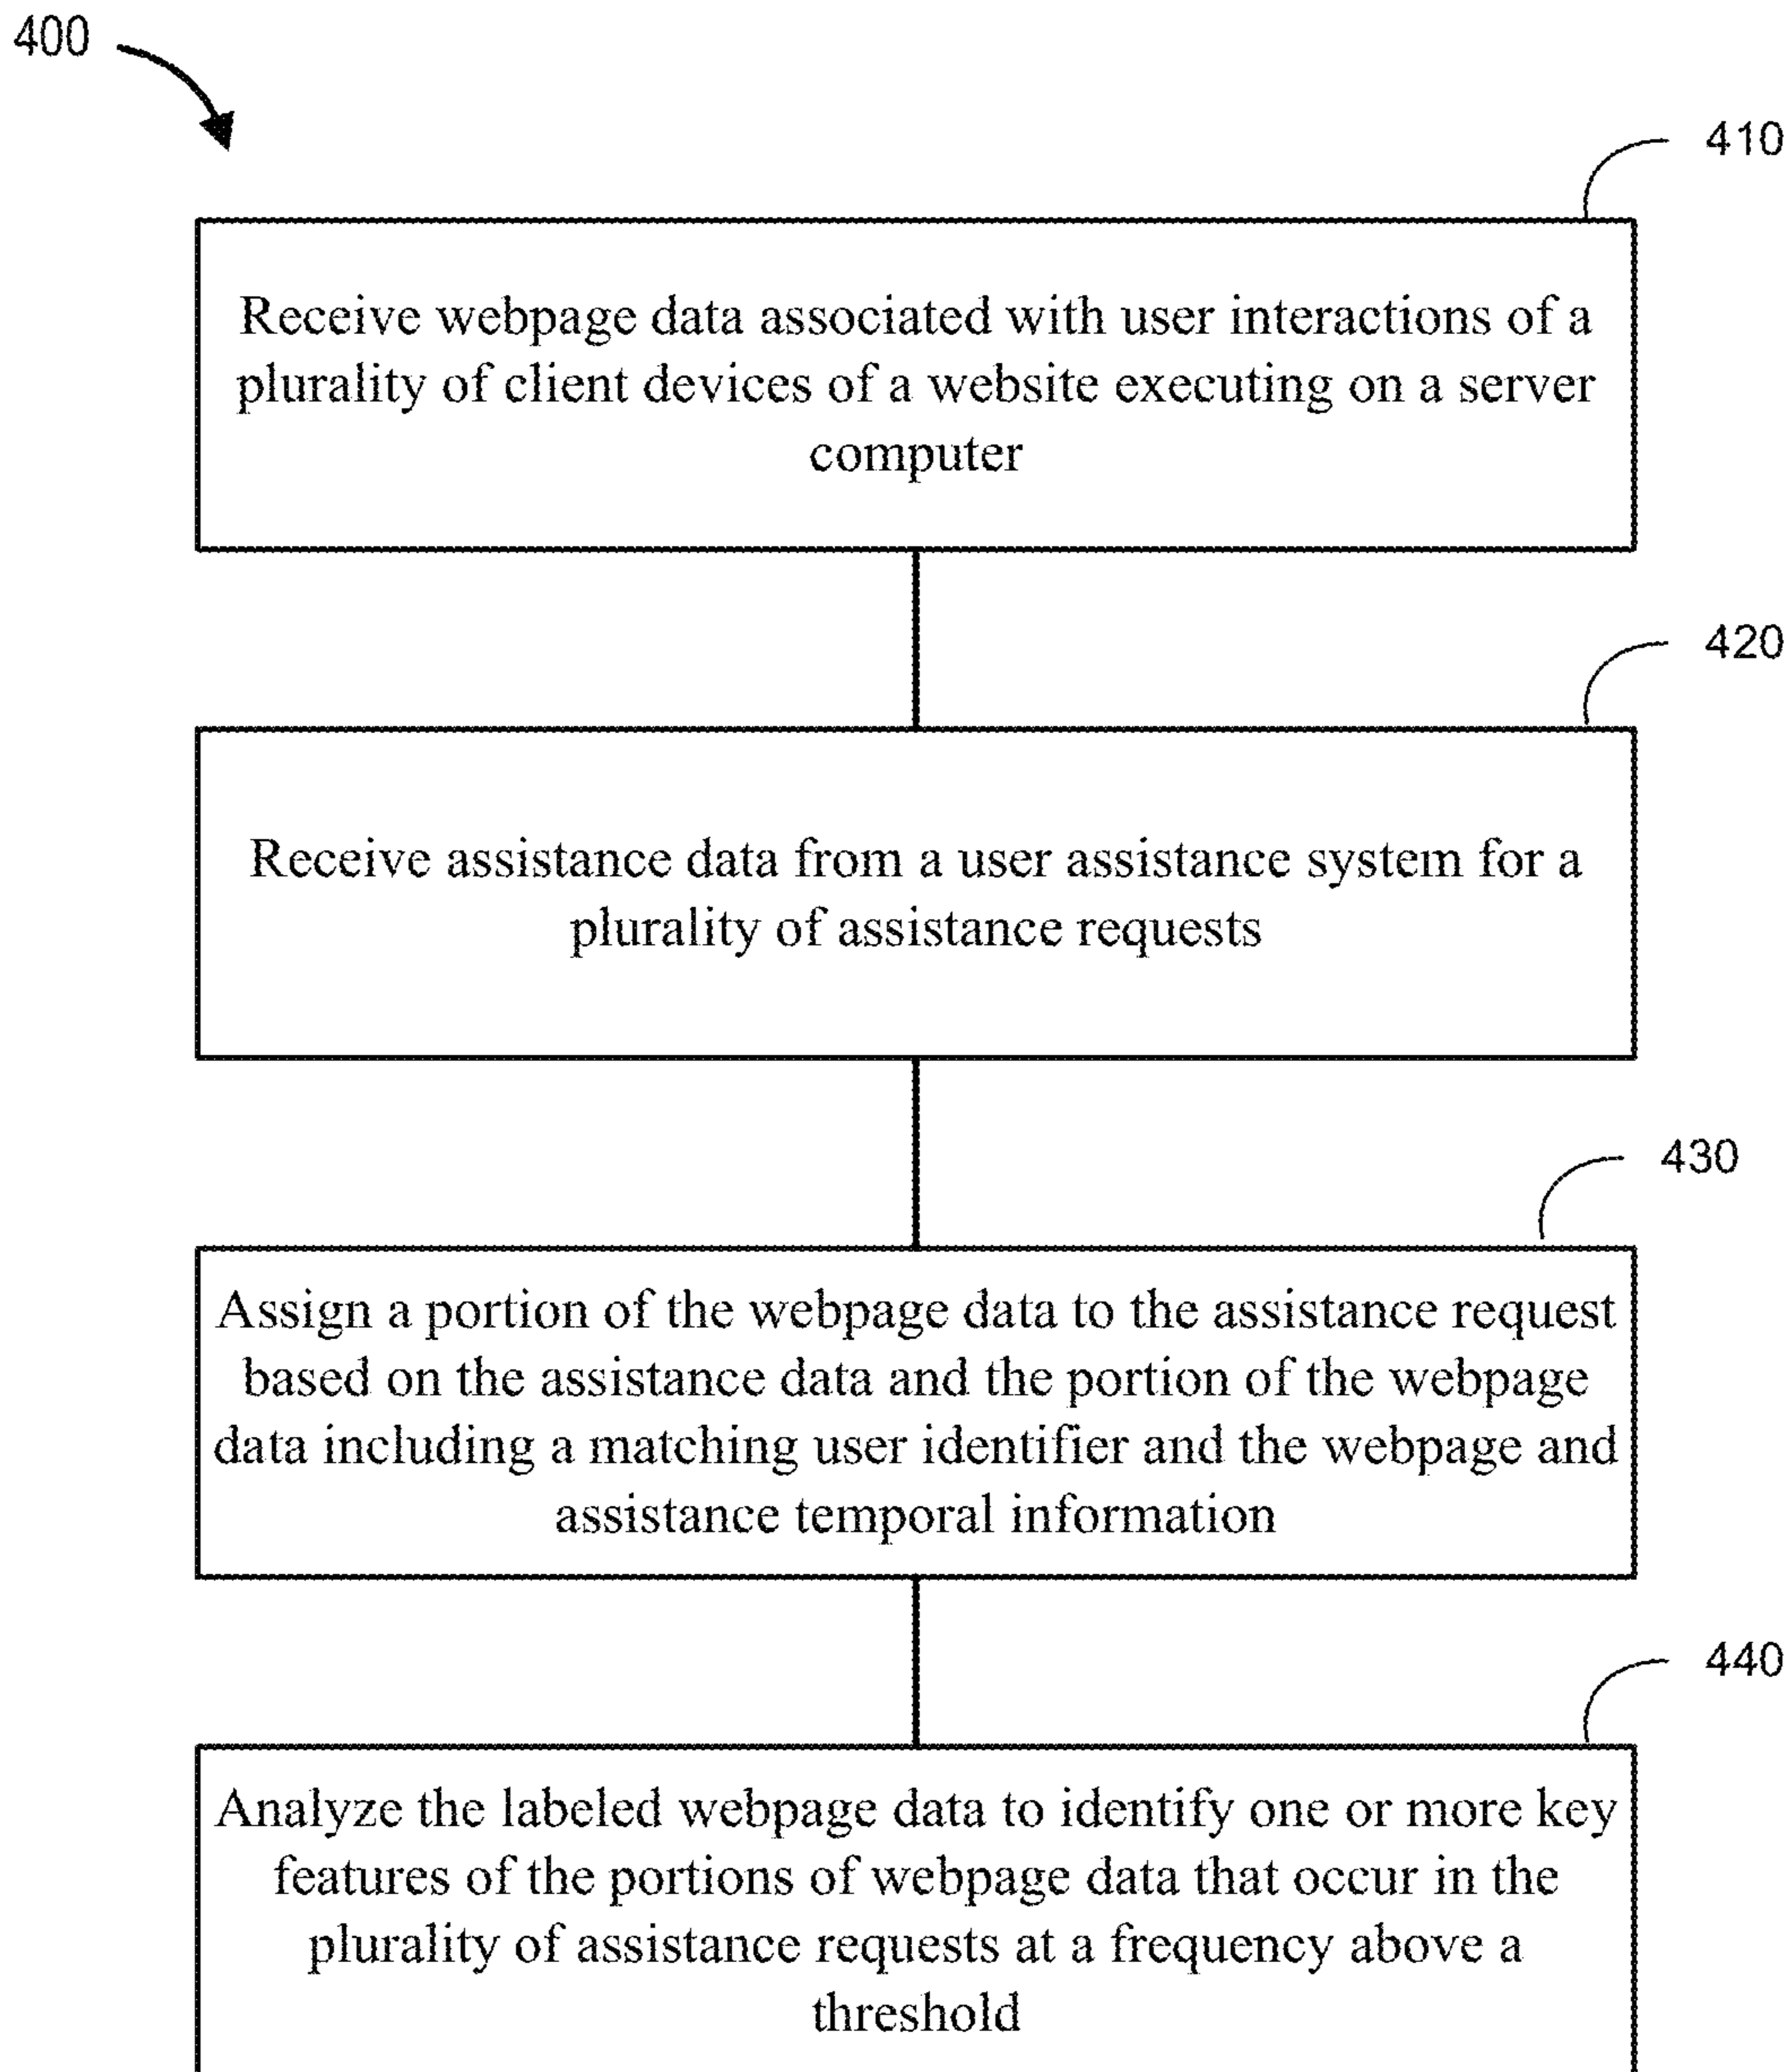 400
410
Receive webpage data associated with user interactions of a
plurality of client devices of a website executing on a server
computer
420
Receive assistance data from a user assistance system for a
plurality of assistance requests
430
Assign a portion of the webpage data to the assistance request
based on the assistance data and the portion of the webpage
data including a matching user identifier and the webpage and
assistance temporal information
440
Analyze the labeled webpage data to identify one or more key
features of the portions of webpage data that occur in the
plurality of assistance requests at a frequency above a
threshold